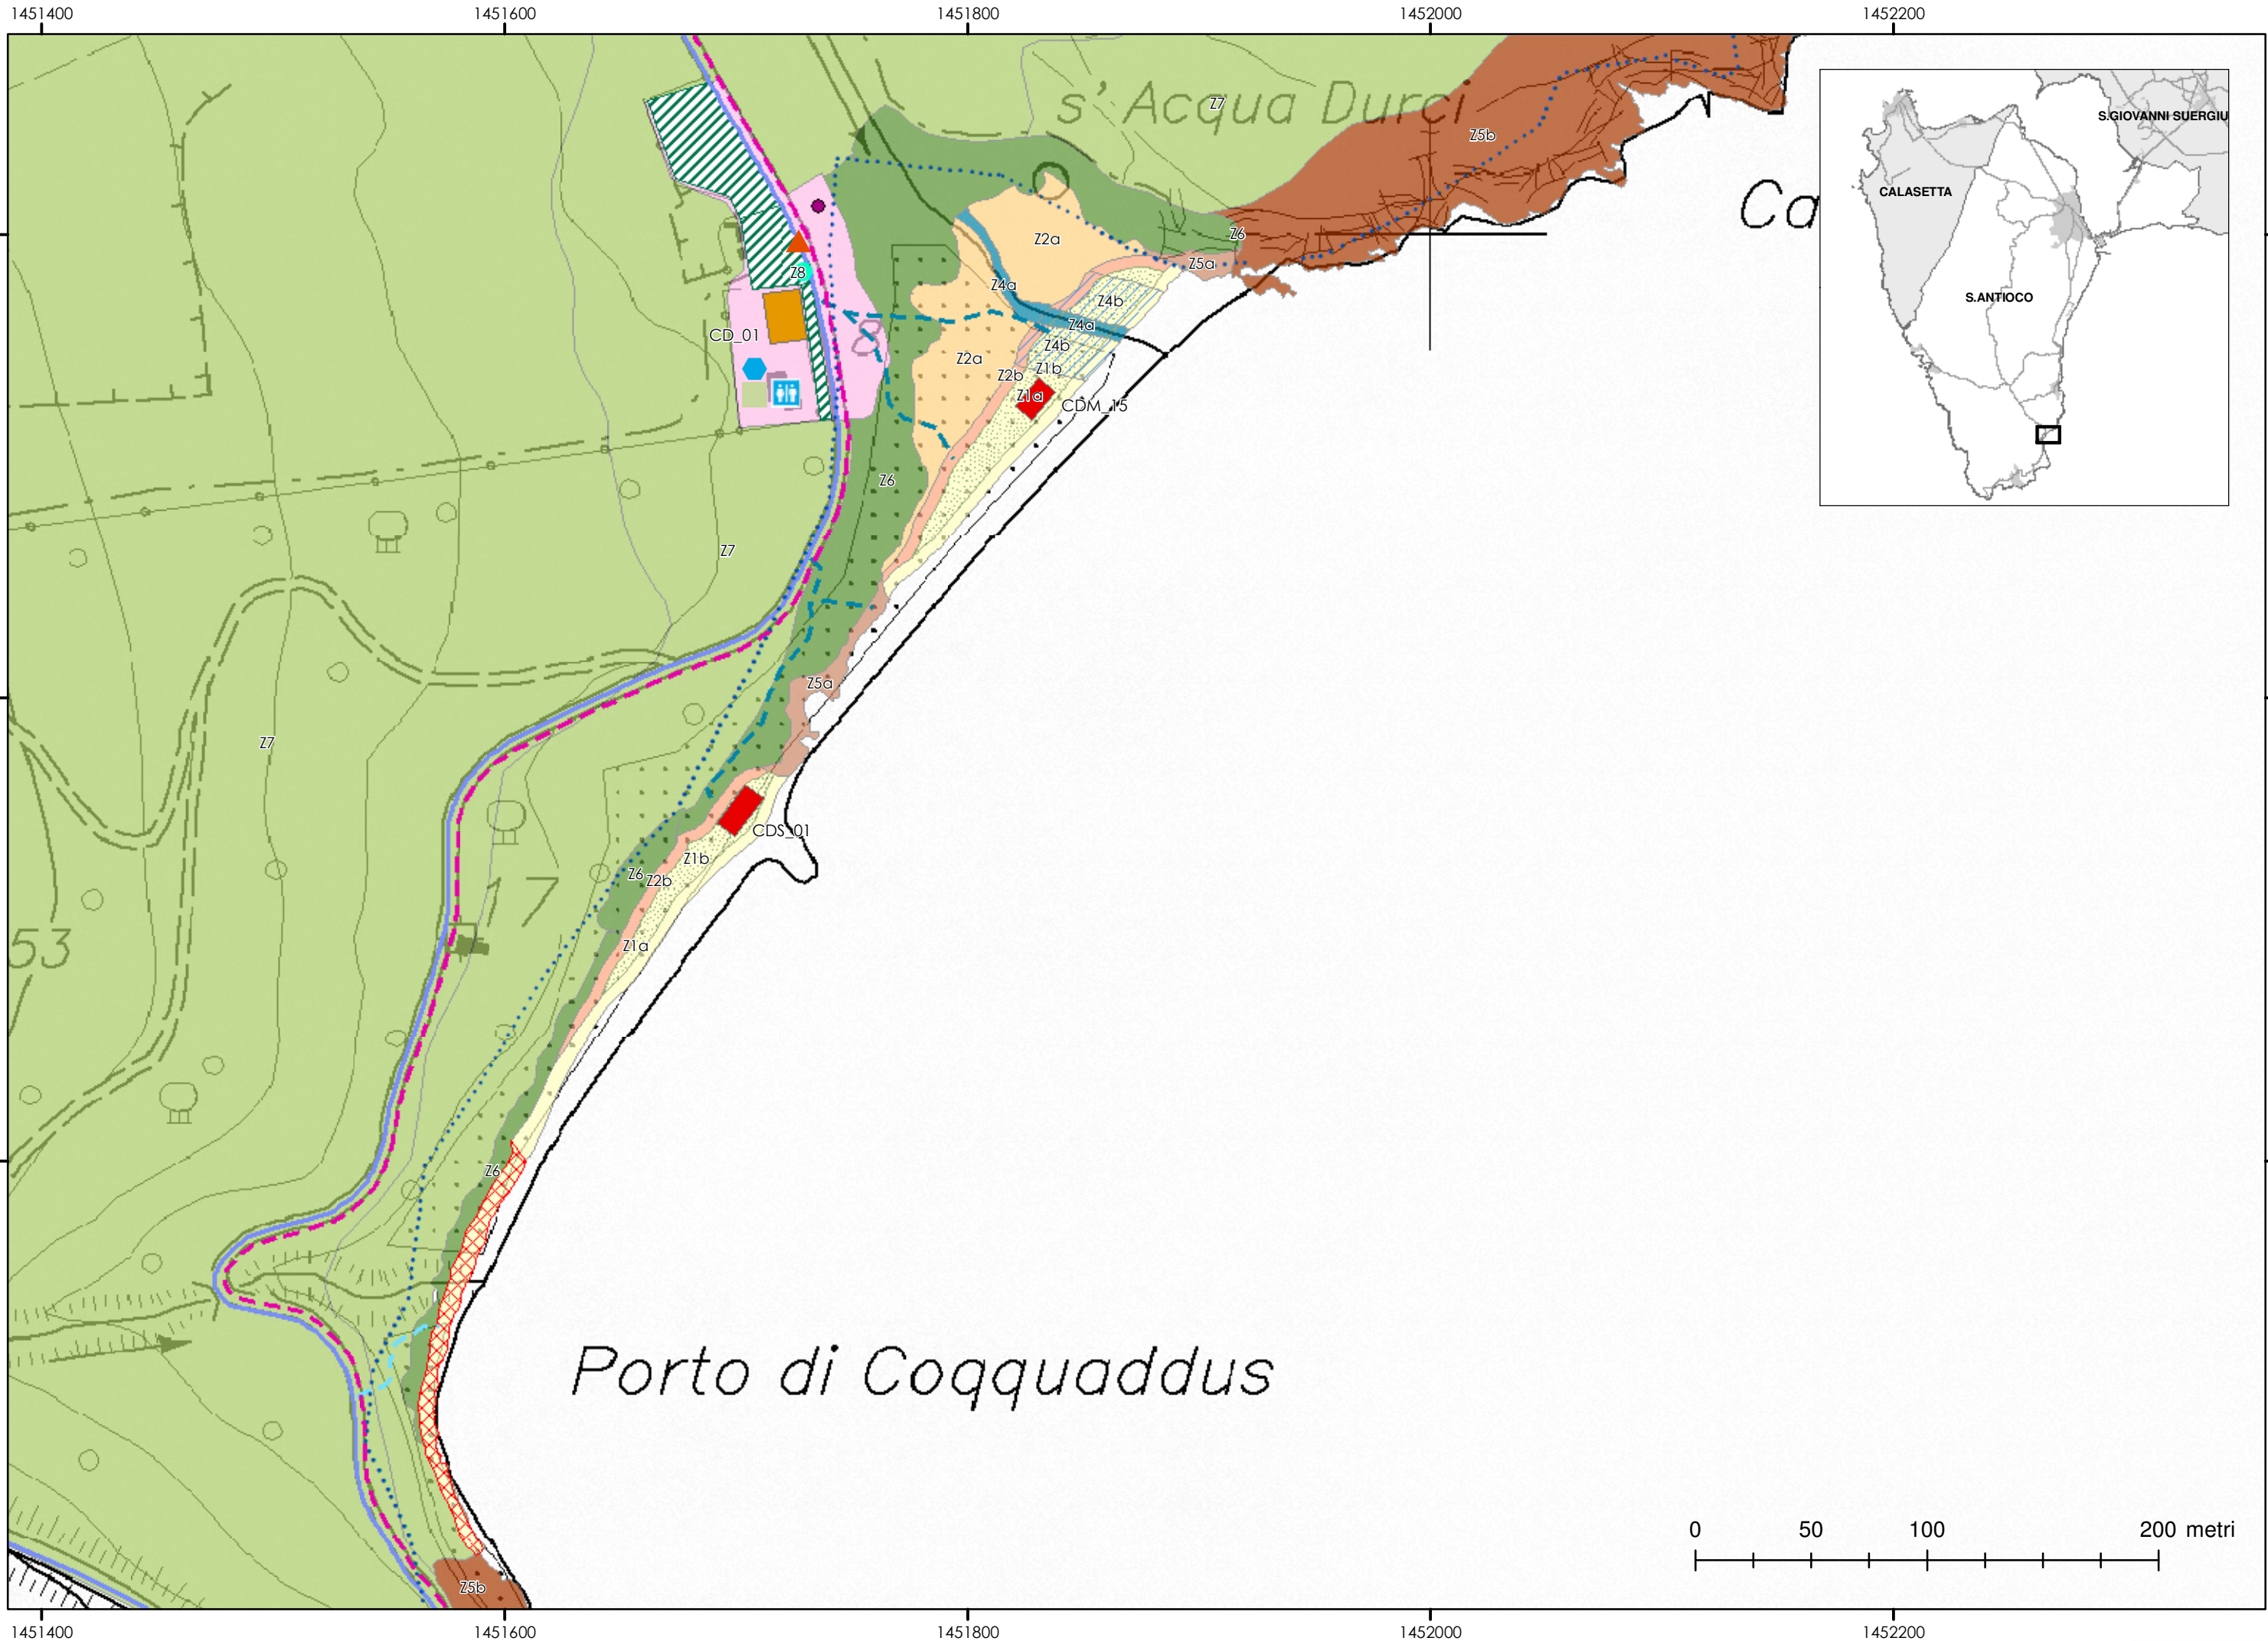 1451400
1451600
1451800
1452000
1452200
s' Acqua Durci
Z7
Z5b
Ca
S.GIOVANNI SUERGIU
CALASETTA
S.ANTIOCO
Z2a
Z6
Z5a
Z8
Z4a
Z4b
Z4a
CD_01
Z4b
Z2a
Z1b
Z2b
Z1a
CDM_15
Z6
Z7
Z5a
Z7
CDS_01
Z1b
Z6
Z2b
17
53
Z1a
Z6
Porto di Coqquaddus
0 50 100 200 metri
Z5b
1451400
1451600
1451800
1452000
1452200